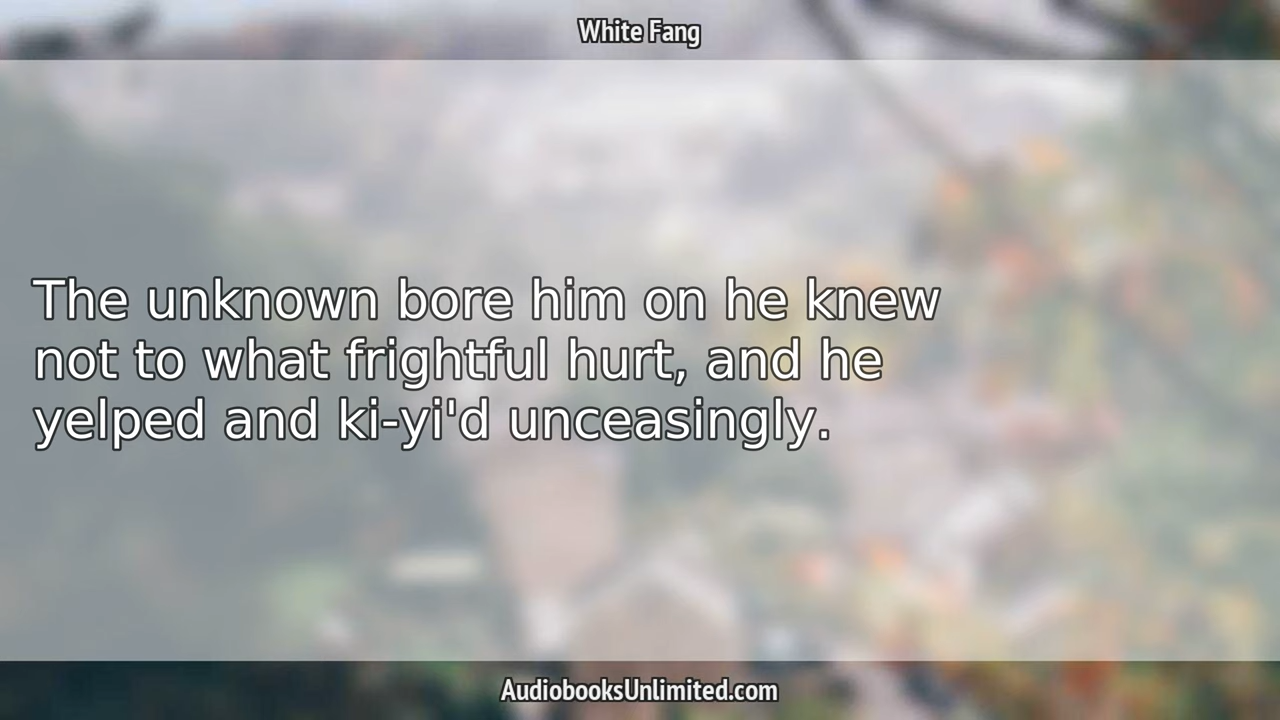 White Fang
The unknown bore him on he knew
not to what frightful hurt, and he
yelped and ki-yi'd unceasingly.
AudiobooksUnlimited.com